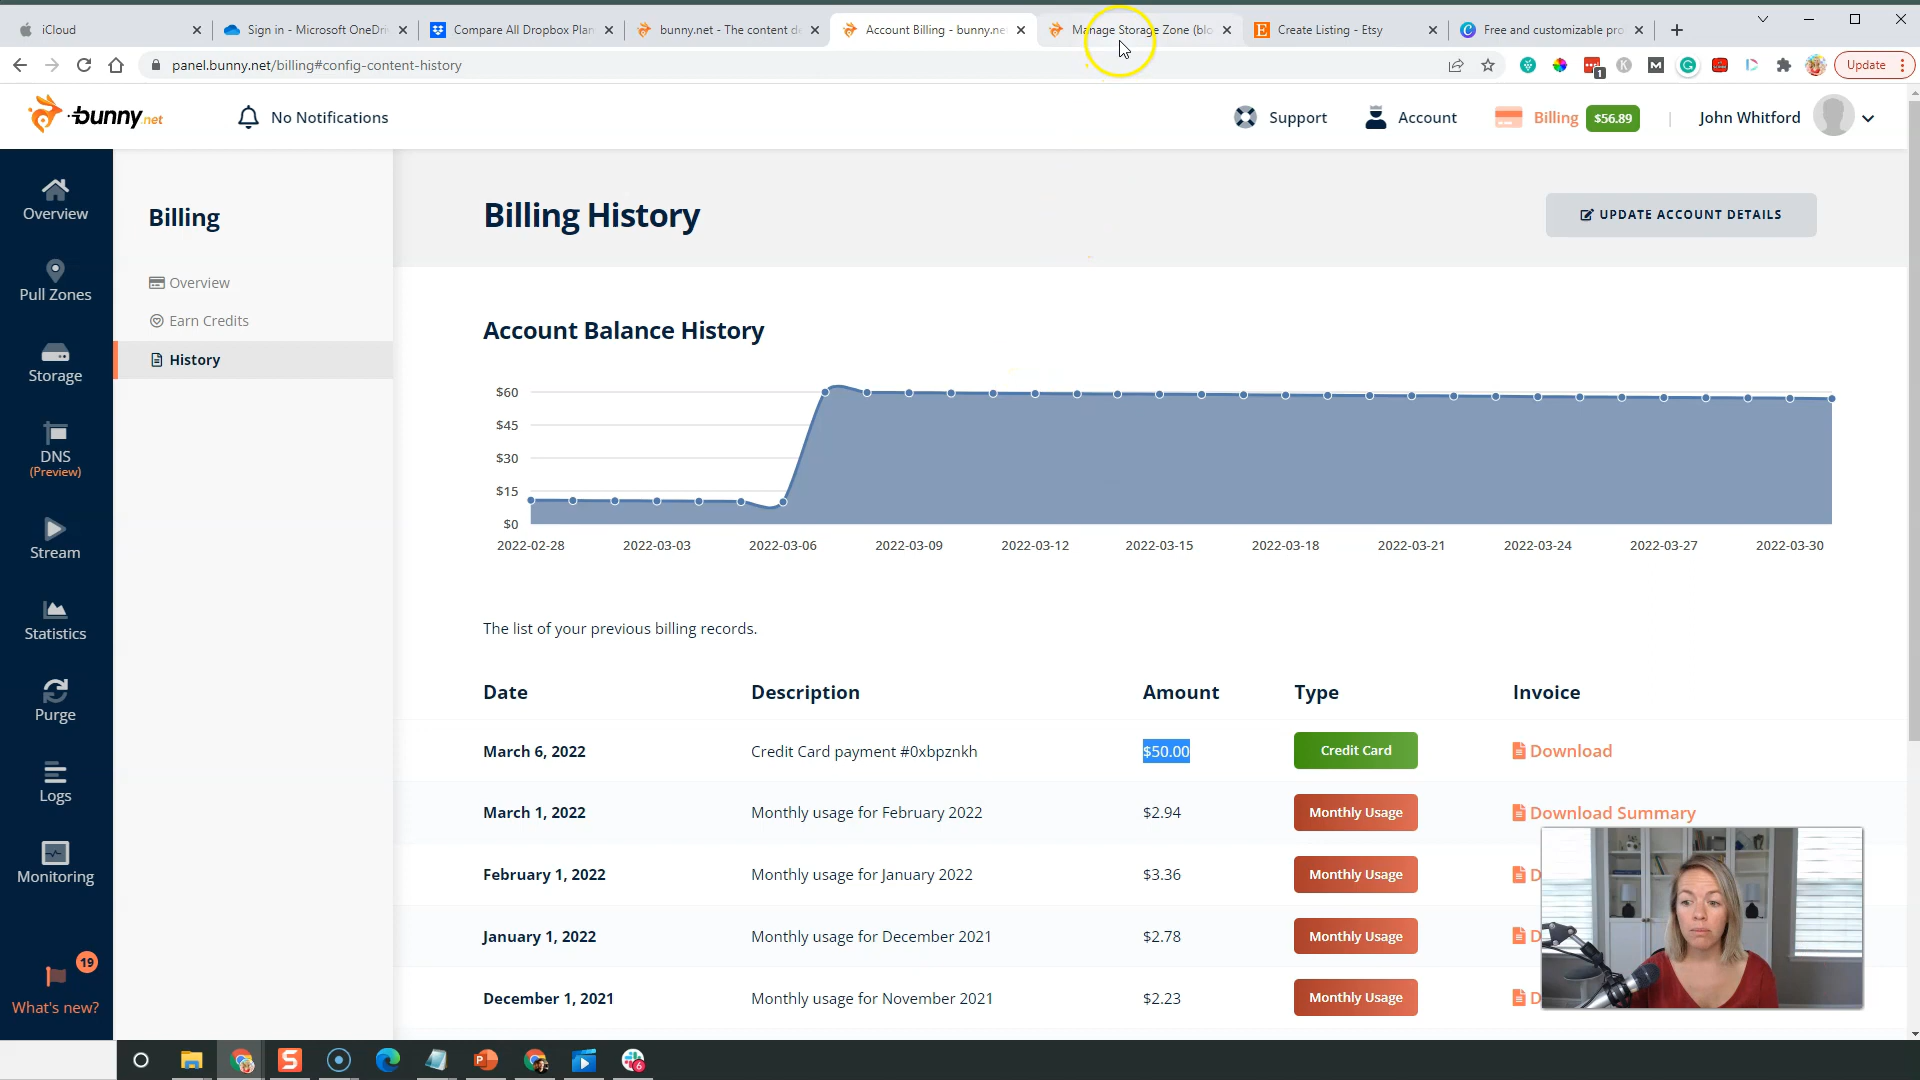 iCloud
Sign in - Microsoft OneDri
Compare All Dropbox Plan
bunny.net - The content de
Account Billing - bunny.ne
Manage Storage Zone (blo
Create Listing - Etsy
Free and customizable pro
panel.bunny.net/billing#config-content-history
1
Update
bunny.net
No Notifications
Support
Account
Billing
$56.89
John Whitford
Overview
Pull Zones
Storage
DNS
(Preview)
Stream
Statistics
Purge
Logs
Monitoring
19
What's new?
Billing
Overview
Earn Credits
History
Billing History
UPDATE ACCOUNT DETAILS
Account Balance History
$60
$45
$30
$15
$0
2022-02-28 2022-03-03 2022-03-06 2022-03-09 2022-03-12 2022-03-15 2022-03-18 2022-03-21 2022-03-24 2022-03-27 2022-03-30
The list of your previous billing records.
Date Description Amount Type Invoice
March 6, 2022 Credit Card payment #0xbpznkh $50.00 Credit Card Download
March 1, 2022 Monthly usage for February 2022 $2.94 Monthly Usage Download Summary
February 1, 2022 Monthly usage for January 2022 $3.36 Monthly Usage D
January 1, 2022 Monthly usage for December 2021 $2.78 Monthly Usage D
December 1, 2021 Monthly usage for November 2021 $2.23 Monthly Usage D
6